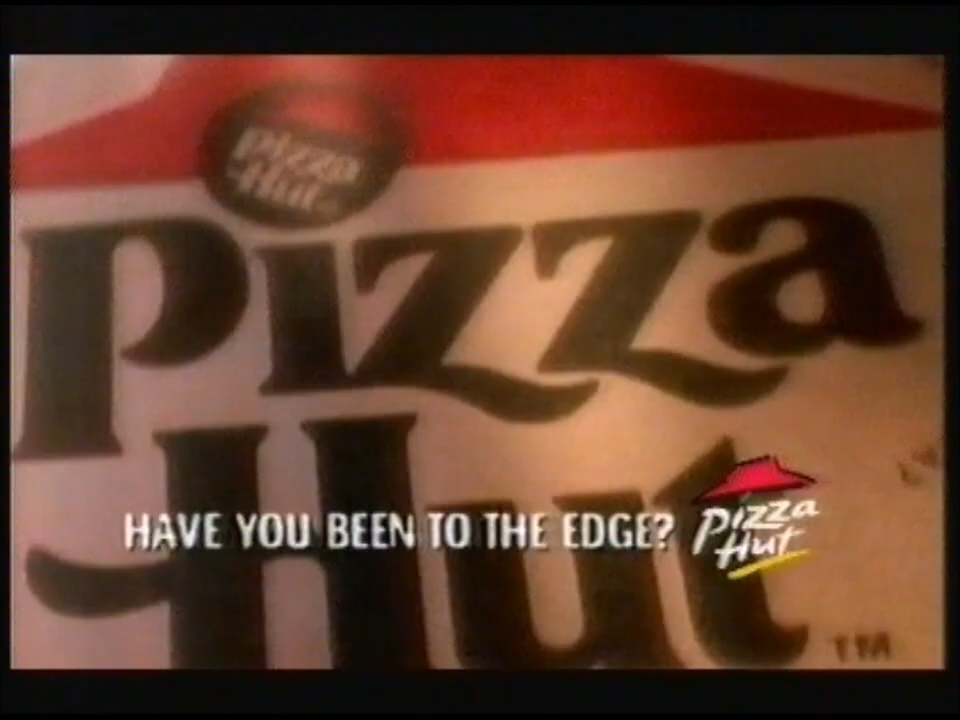 Pizza
Hut
Pizza
Hut
TM
HAVE YOU BEEN TO THE EDGE?
Pizza
Hut